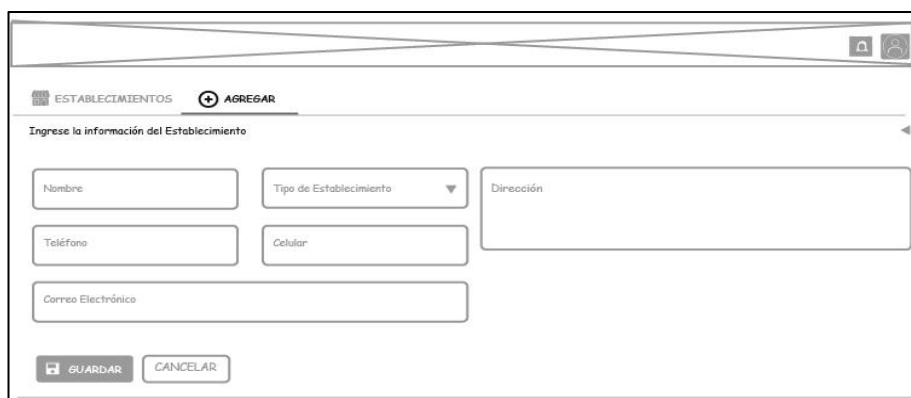 ESTABLECIMIENTOS AGREGAR
Ingrese la información del Establecimiento
Nombre Tipo de Establecimiento Dirección
Teléfono Celular
Correo Electrónico
GUARDAR CANCELAR